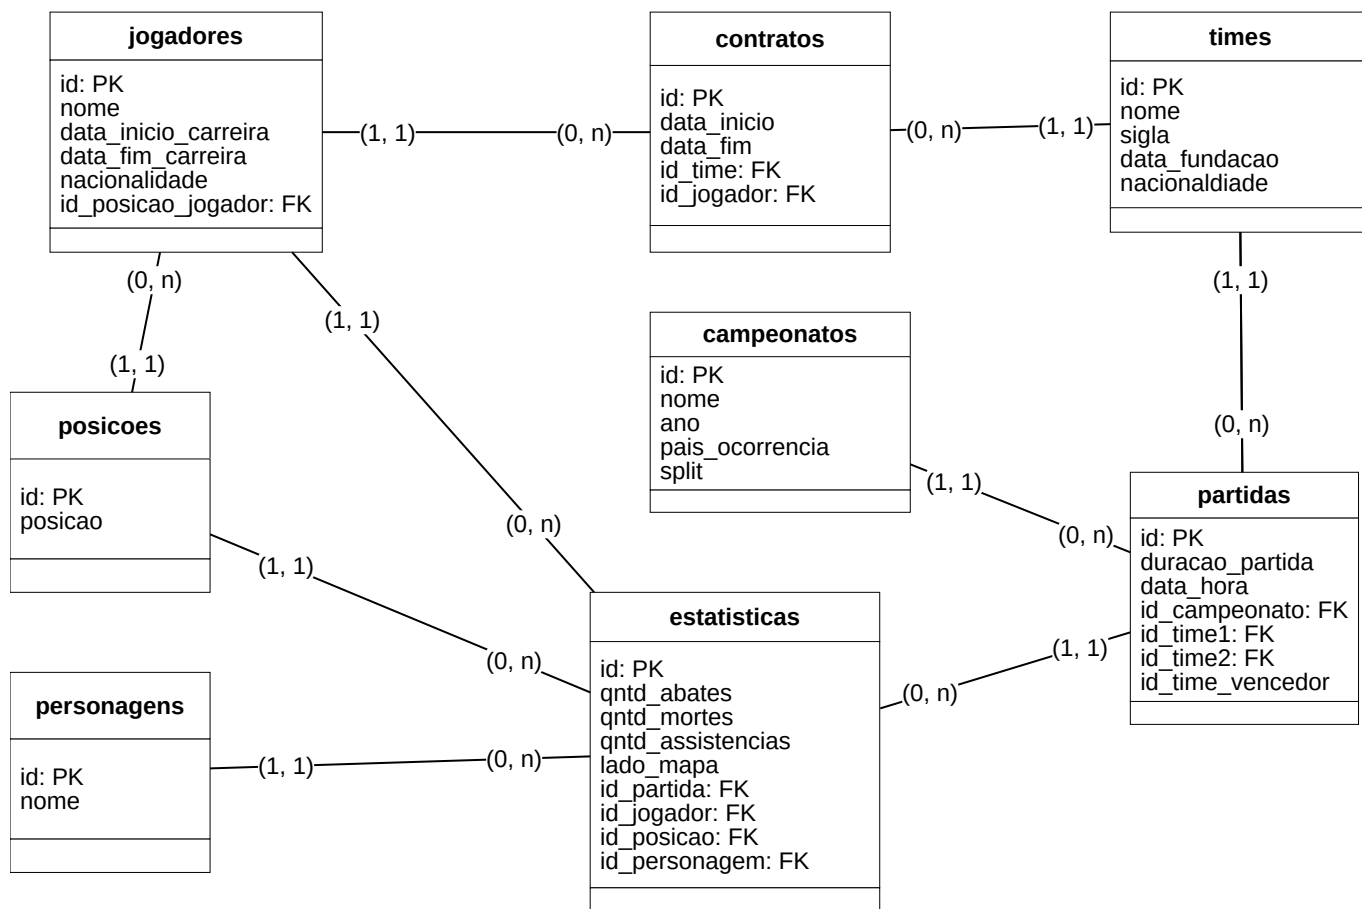 jogadores
id: PK
nome
data_inicio_carreira
data_fim_carreira
nacionalidade
id_posicao_jogador: FK
(1, 1)
(0, n)
contratos
id: PK
data_inicio
data_fim
id_time: FK
id_jogador: FK
(0, n)
(1, 1)
times
id: PK
nome
sigla
data_fundacao
nacionaldiade
(0, n)
(1, 1)
(1, 1)
(0, n)
(1, 1)
(0, n)
campeonatos
id: PK
nome
ano
pais_ocorrencia
split
(1, 1)
(0, n)
posicoes
id: PK
posicao
(1, 1)
(0, n)
partidas
id: PK
duracao_partida
data_hora
id_campeonato: FK
id_time1: FK
id_time2: FK
id_time_vencedor
(1, 1)
(0, n)
personagens
id: PK
nome
(1, 1)
(0, n)
estatisticas
id: PK
qntd_abates
qntd_mortes
qntd_assistencias
lado_mapa
id_partida: FK
id_jogador: FK
id_posicao: FK
id_personagem: FK